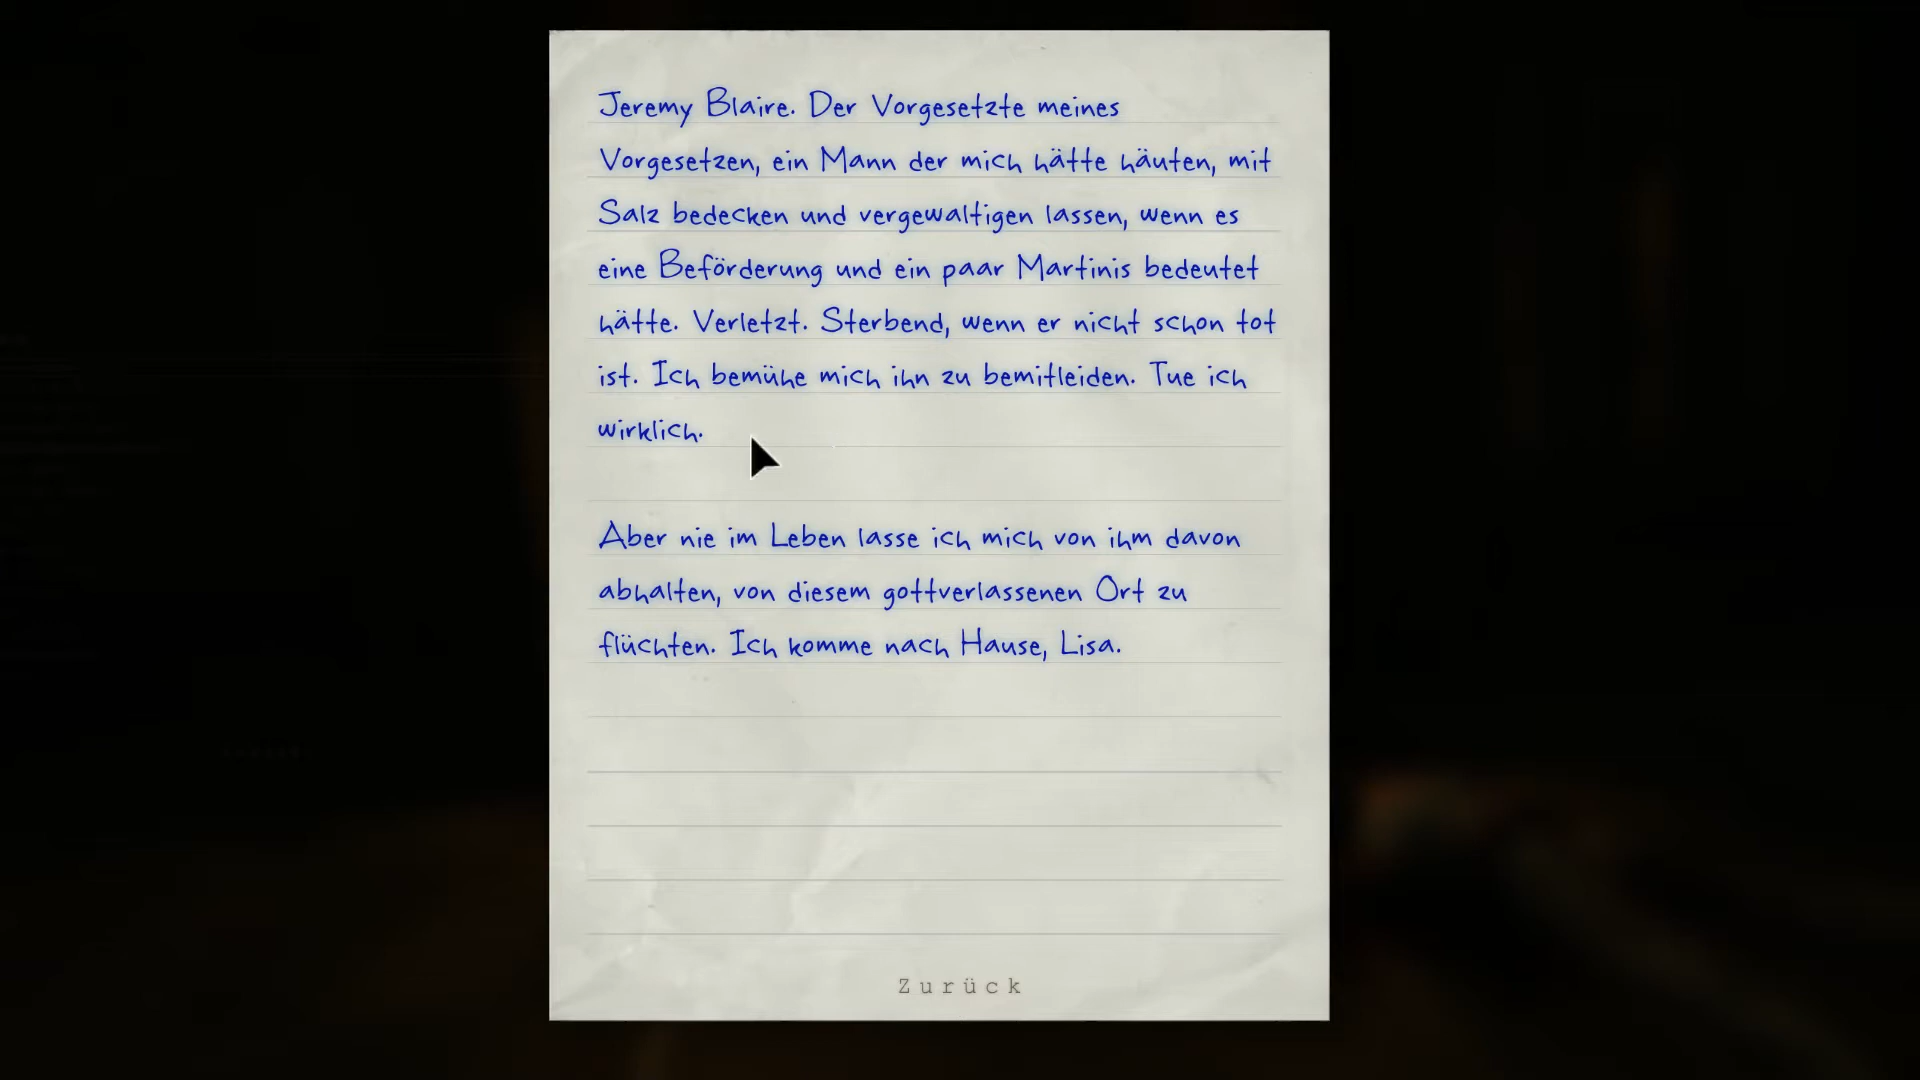 Jeremy Blaire. Der Vorgesetzte meines
Vorgesetzen, ein Mann der mich hätte häuten, mit
Salz bedecken und vergewaltigen lassen, wenn es
eine Beförderung und ein paar Martinis bedeutet
hätte. Verletzt. Sterbend, wenn er nicht schon tot
ist. Ich bemühe mich ihn zu bemitleiden. Tue ich
wirklich.
Aber nie im Leben lasse ich mich von ihm davon
abhalten, von diesem gottverlassenen Ort zu
flüchten. Ich komme nach Hause, Lisa.
Zurück